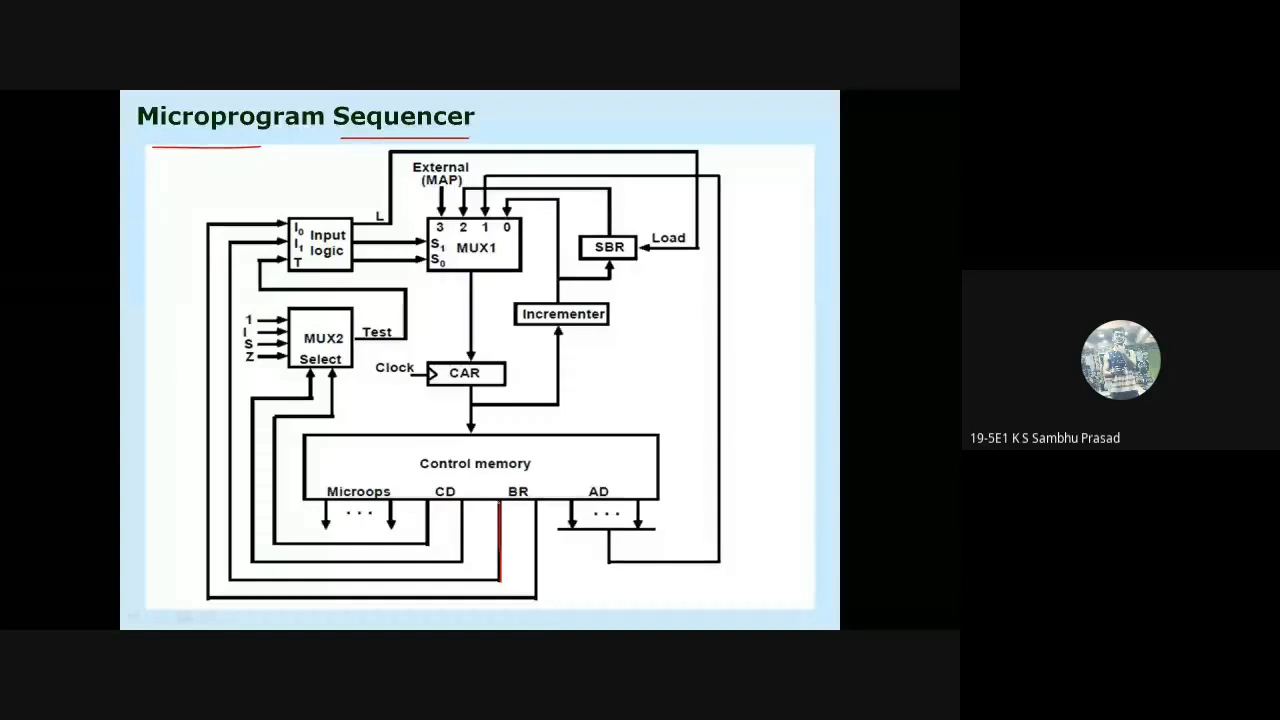 Microprogram Sequencer
External
(MAP)
L
I0
I1
T
Input
logic
3 2 1 0
S1
S0
MUX1
SBR
Load
Incrementer
1
I
S
Z
MUX2
Select
Test
Clock
CAR
Control memory
Microops
CD
BR
AD
. . .
. . .
19-5E1 K S Sambhu Prasad